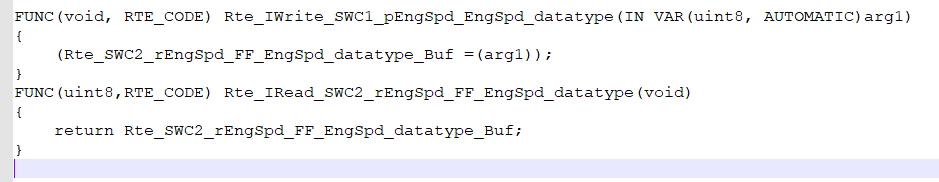 FUNC(void, RTE_CODE) Rte_IWrite_SWC1_pEngSpd_EngSpd_datatype(IN VAR(uint8, AUTOMATIC)arg1)
{
    (Rte_SWC2_rEngSpd_FF_EngSpd_datatype_Buf =(arg1));
}
FUNC(uint8,RTE_CODE) Rte_IRead_SWC2_rEngSpd_FF_EngSpd_datatype(void)
{
    return Rte_SWC2_rEngSpd_FF_EngSpd_datatype_Buf;
}